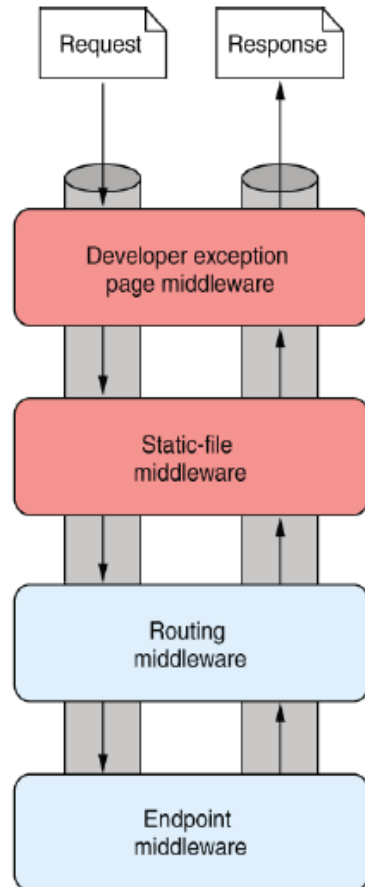 Request
Response
Developer exception
page middleware
Static-file
middleware
Routing
middleware
Endpoint
middleware